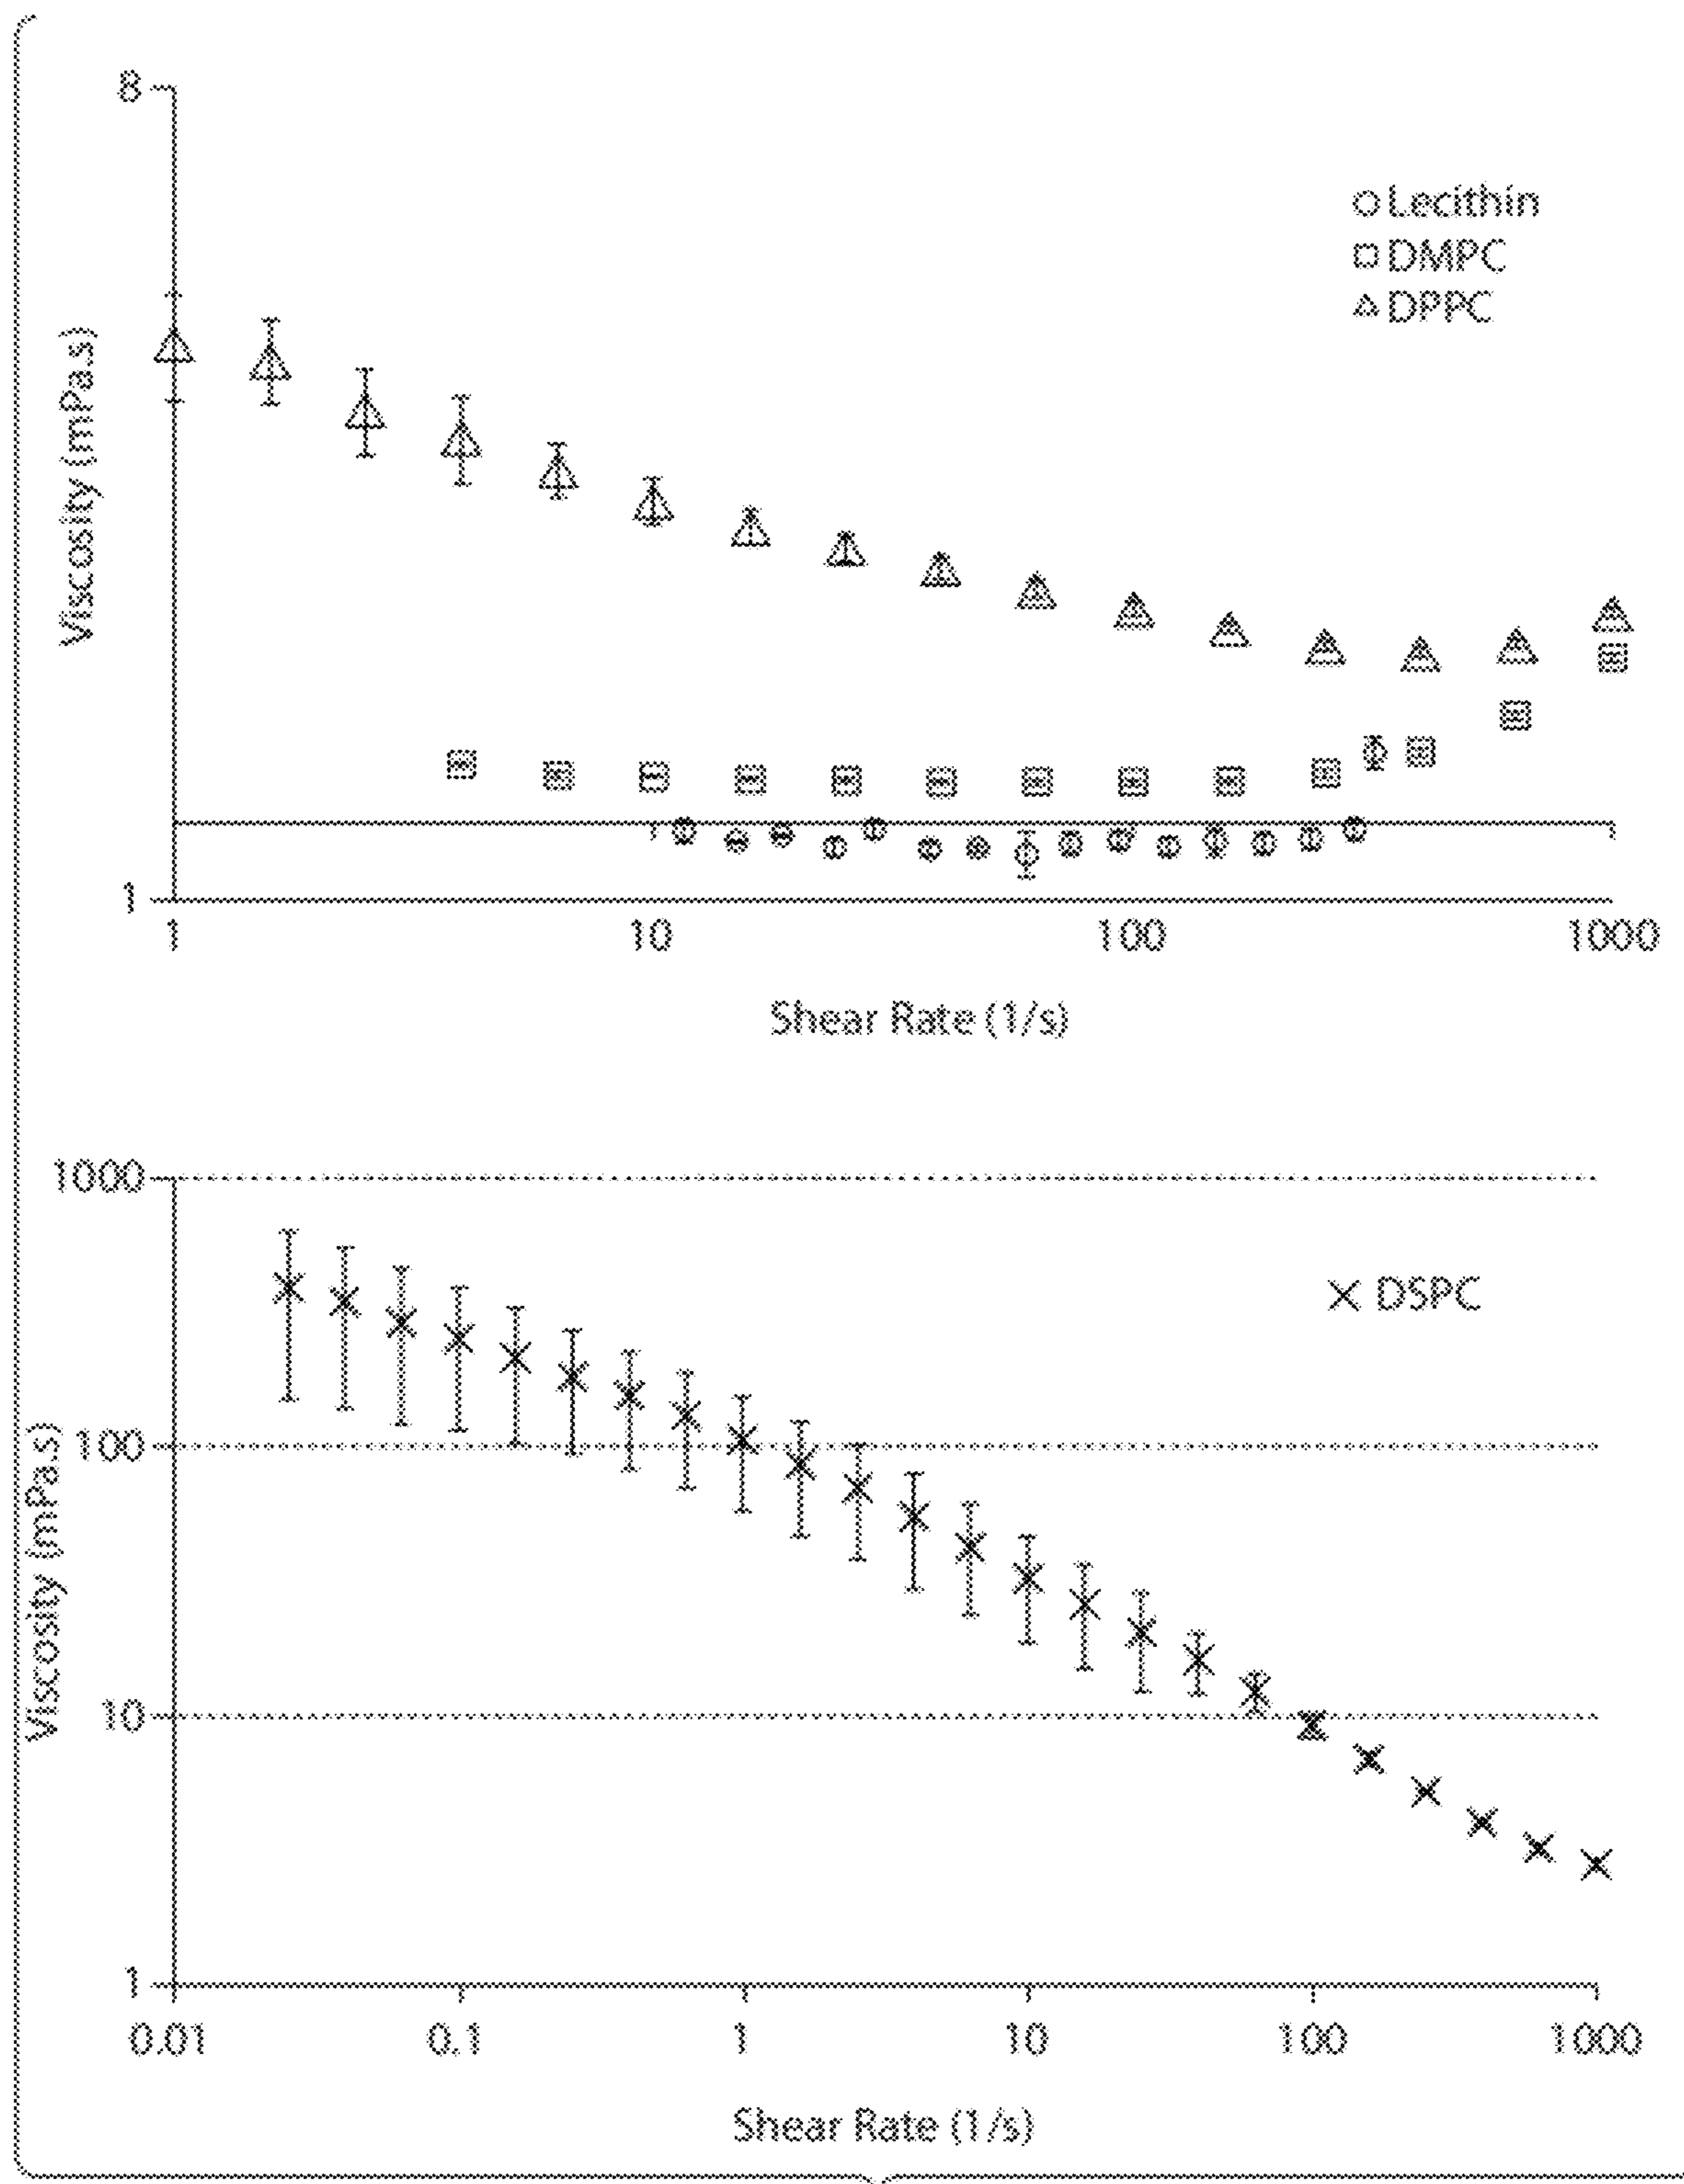 8
Lecithin
DMPC
DPPC
Viscosity (mPa.s)
1
1 10 100 1000
Shear Rate (1/s)
1000
DSPC
100
Viscosity (mPa.s)
10
1
0.01 0.1 1 10 100 1000
Shear Rate (1/s)